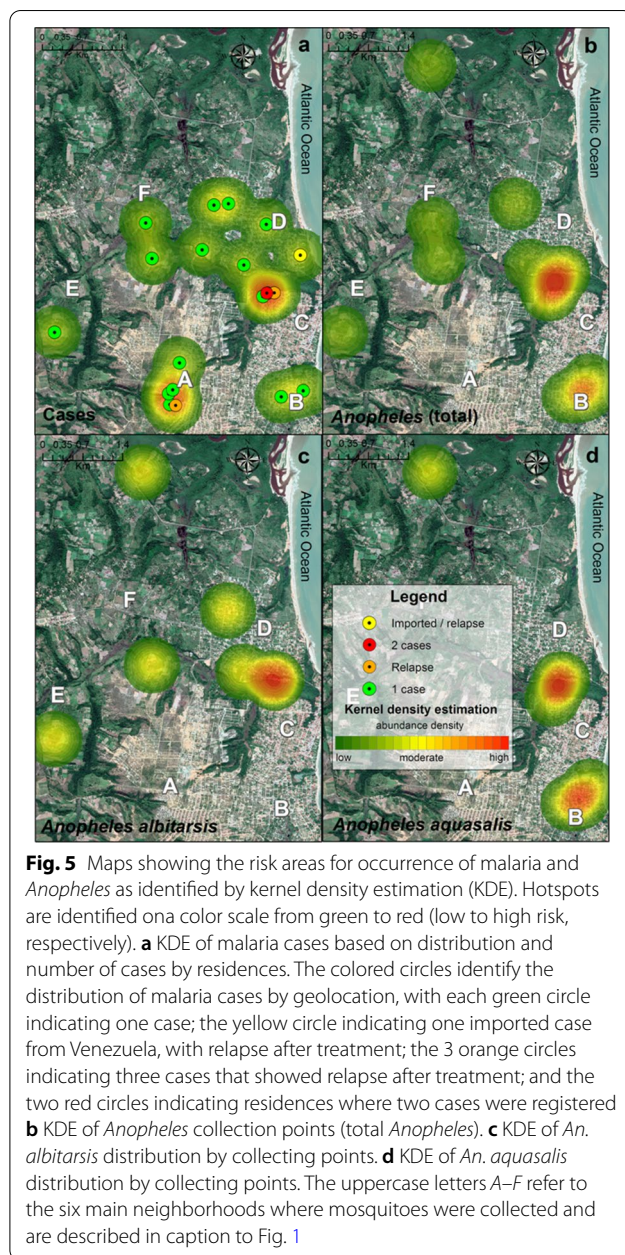 0 0.35 0.7 1.4
Km
a
Atlantic Ocean
F
D
E
C
A
B
Cases
0 0.35 0.7 1.4
Km
b
Atlantic Ocean
F
D
E
C
A
B
Anopheles (total)
0 0.35 0.7 1.4
Km
c
Atlantic Ocean
F
D
E
C
A
B
Anopheles albitarsis
0 0.35 0.7 1.4
Km
d
Atlantic Ocean
Legend
Imported / relapse
2 cases
Relapse
1 case
Kernel density estimation
abundance density
low moderate high
D
E
C
A
B
Anopheles aquasalis
Fig. 5 Maps showing the risk areas for occurrence of malaria and
Anopheles as identified by kernel density estimation (KDE). Hotspots
are identified ona color scale from green to red (low to high risk,
respectively). a KDE of malaria cases based on distribution and
number of cases by residences. The colored circles identify the
distribution of malaria cases by geolocation, with each green circle
indicating one case; the yellow circle indicating one imported case
from Venezuela, with relapse after treatment; the 3 orange circles
indicating three cases that showed relapse after treatment; and the
two red circles indicating residences where two cases were registered
b KDE of Anopheles collection points (total Anopheles). c KDE of An.
albitarsis distribution by collecting points. d KDE of An. aquasalis
distribution by collecting points. The uppercase letters A–F refer to
the six main neighborhoods where mosquitoes were collected and
are described in caption to Fig. 1